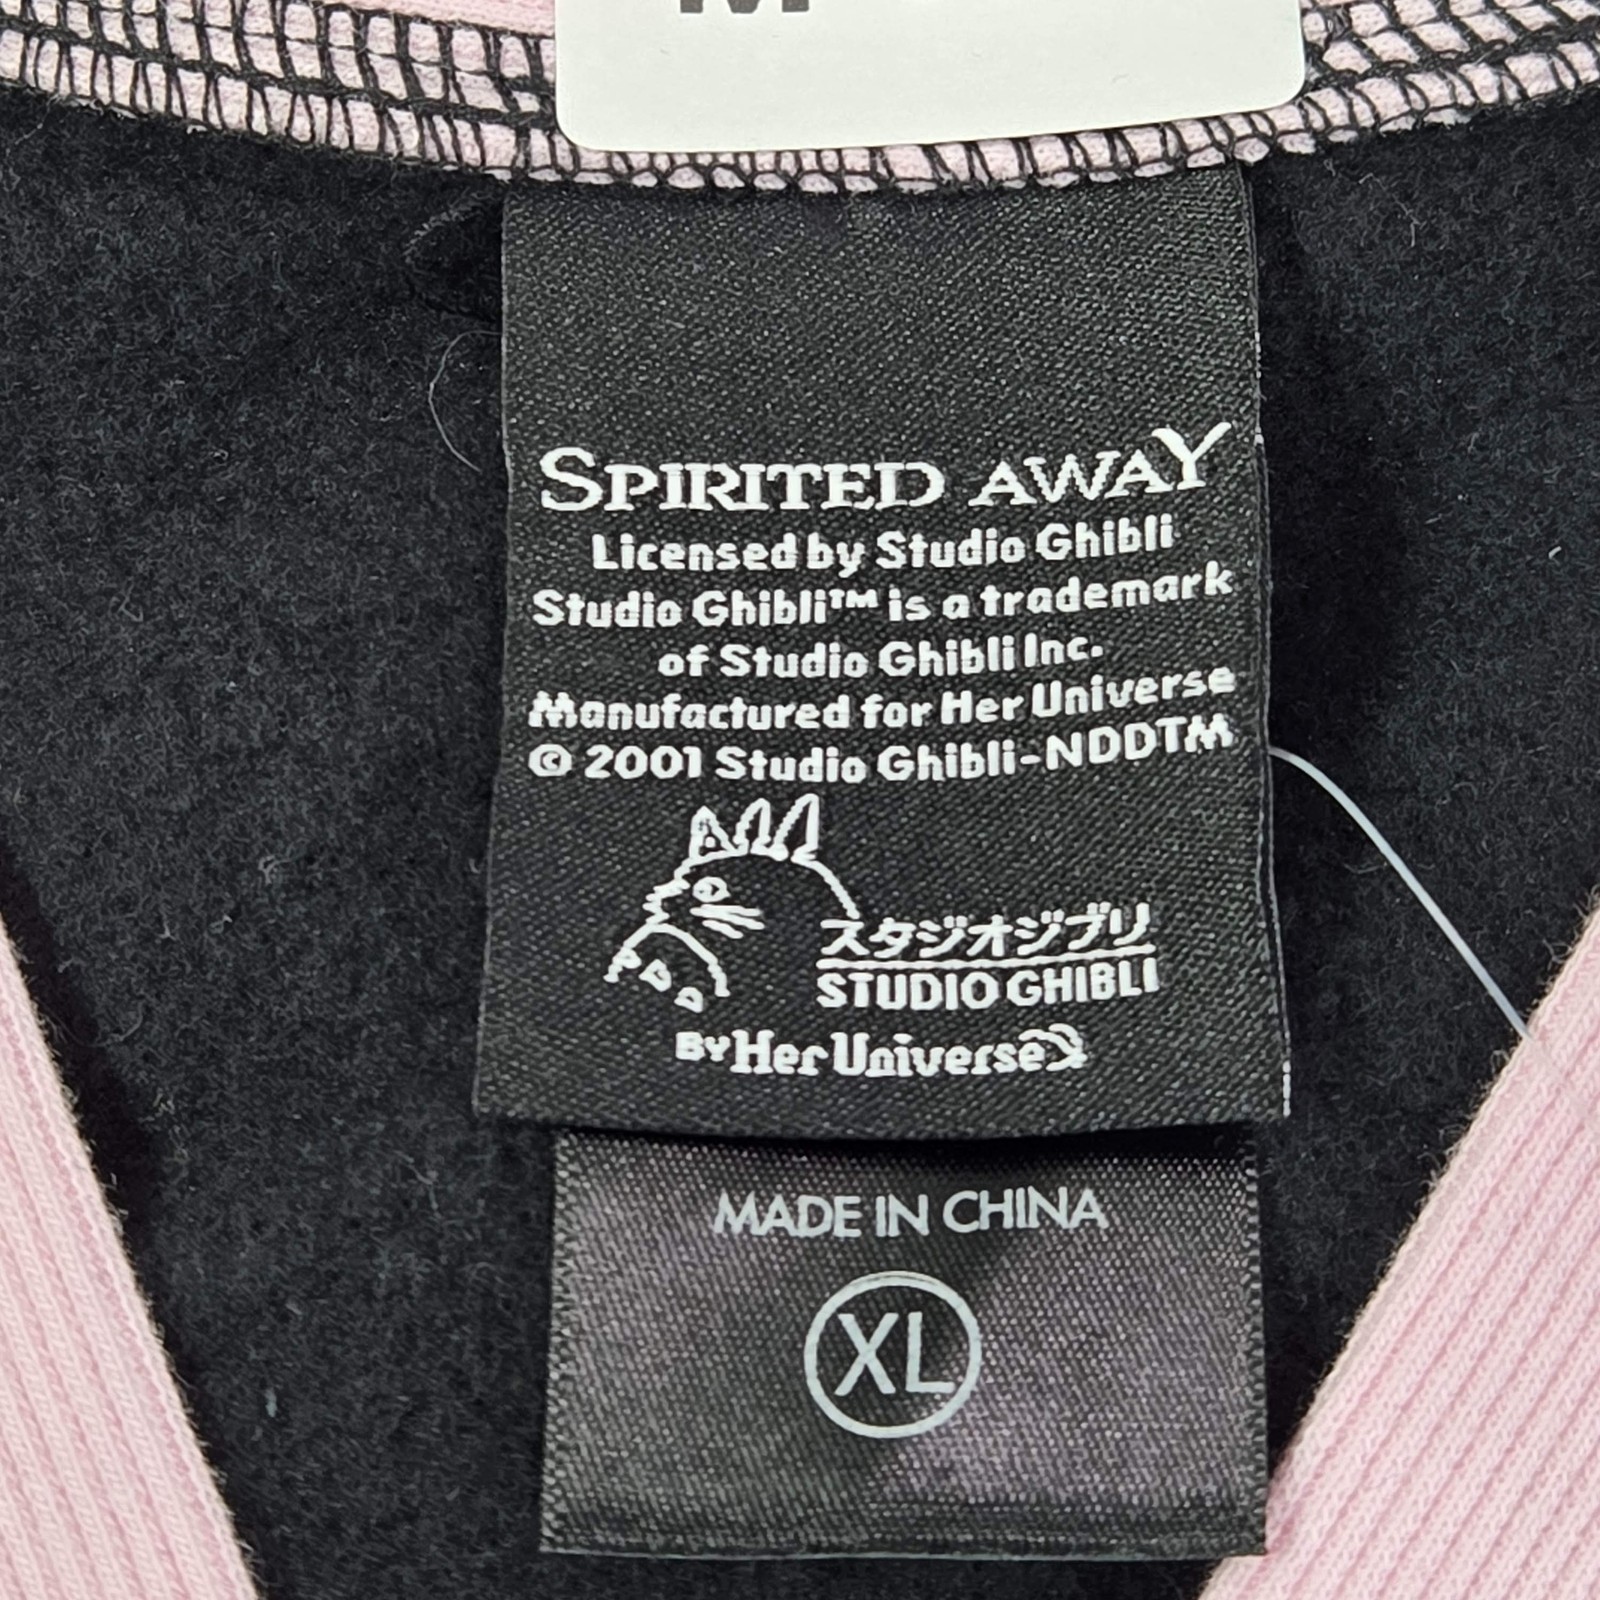 SPIRITED AWAY
Licensed by Studio Ghibli
Studio Ghibli™ is a trademark
of Studio Ghibli Inc.
Manufactured for Her Universe
© 2001 Studio Ghibli-NDDTM
スタジオジブリ
STUDIO GHIBLI
BY Her Universe
MADE IN CHINA
XL